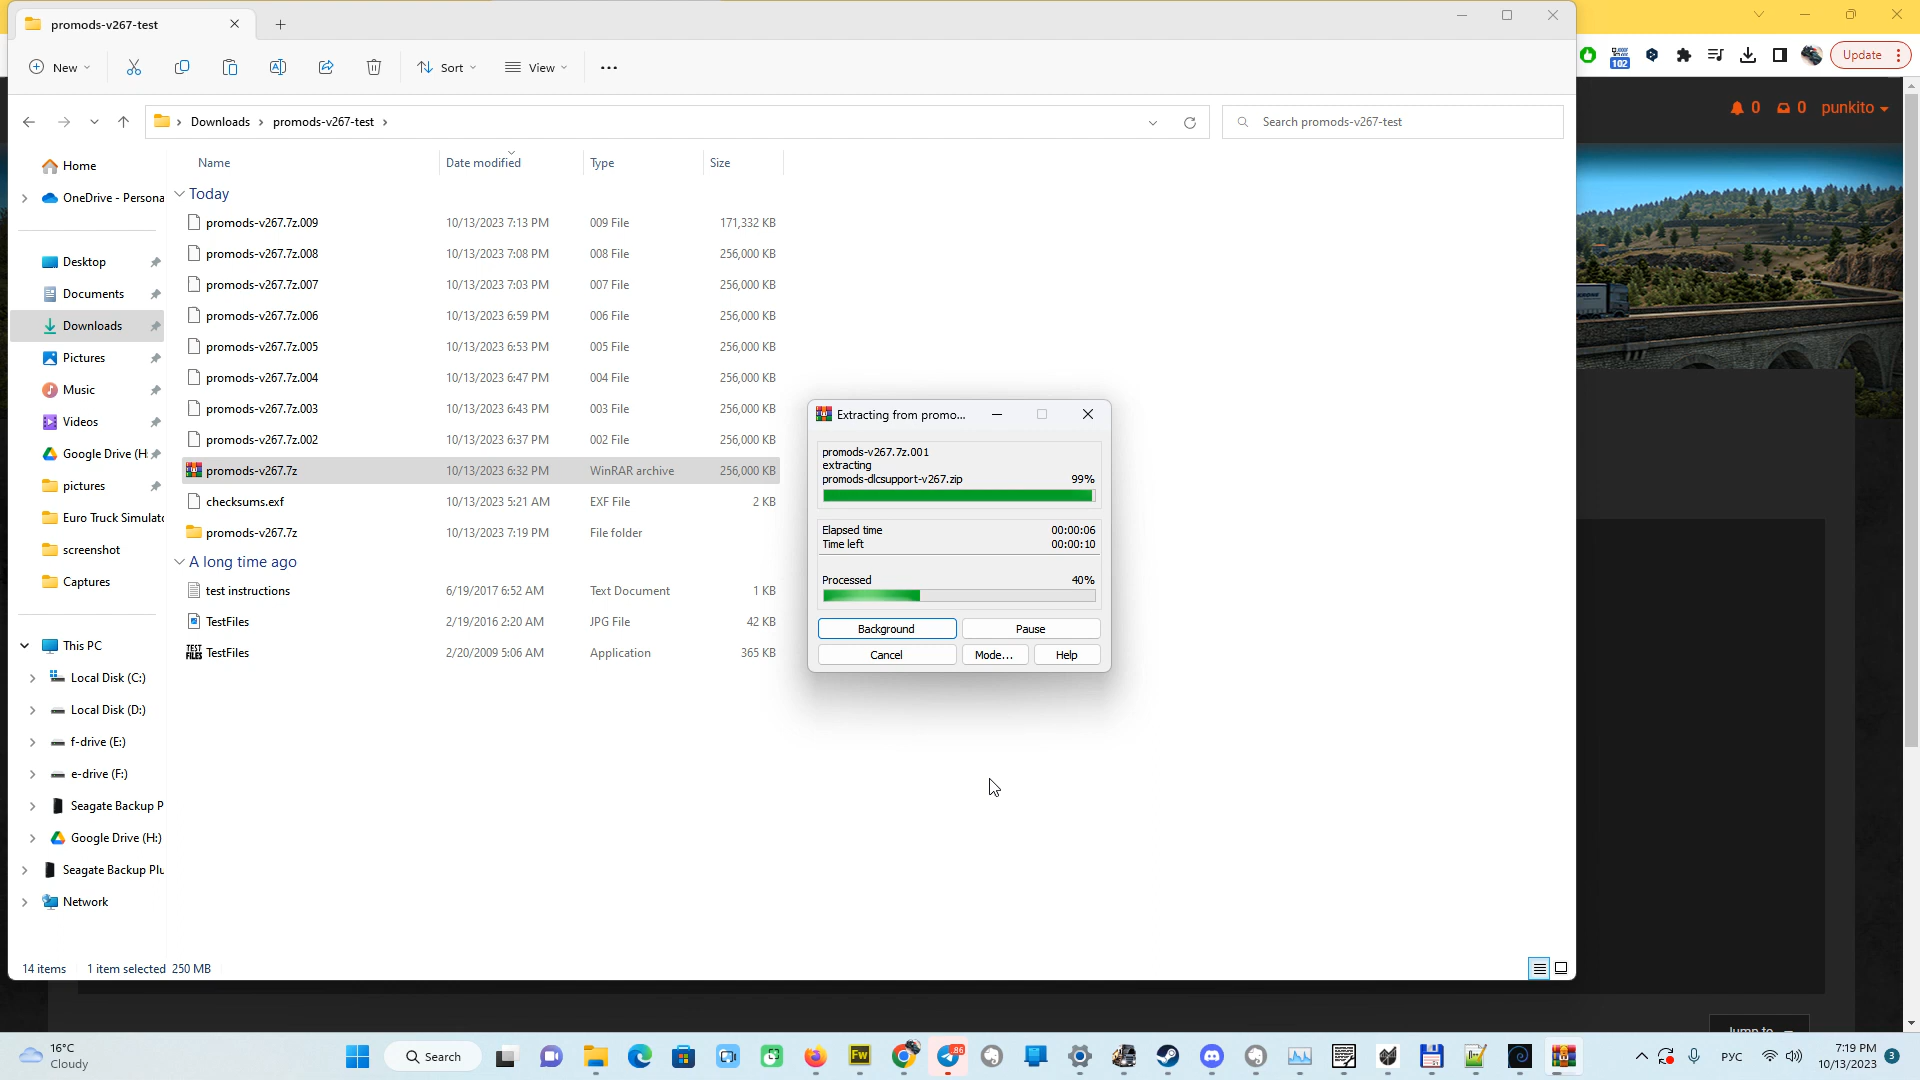 promods-v267-test
New
Sort
View
Update
102
Downloads
promods-v267-test
Search promods-v267-test
0
0
punkito
Name
Date modified
Type
Size
Home
OneDrive - Persona
Desktop
Documents
Downloads
Pictures
Music
Videos
Google Drive (H:
pictures
Euro Truck Simulat
screenshot
Captures
This PC
Local Disk (C:)
Local Disk (D:)
f-drive (E:)
e-drive (F:)
Seagate Backup P
Google Drive (H:)
Seagate Backup Plu
Network
Today
promods-v267.7z.009 10/13/2023 7:13 PM 009 File 171,332 KB
promods-v267.7z.008 10/13/2023 7:08 PM 008 File 256,000 KB
promods-v267.7z.007 10/13/2023 7:03 PM 007 File 256,000 KB
promods-v267.7z.006 10/13/2023 6:59 PM 006 File 256,000 KB
promods-v267.7z.005 10/13/2023 6:53 PM 005 File 256,000 KB
promods-v267.7z.004 10/13/2023 6:47 PM 004 File 256,000 KB
promods-v267.7z.003 10/13/2023 6:43 PM 003 File 256,000 KB
promods-v267.7z.002 10/13/2023 6:37 PM 002 File 256,000 KB
promods-v267.7z 10/13/2023 6:32 PM WinRAR archive 256,000 KB
checksums.exf 10/13/2023 5:21 AM EXF File 2 KB
promods-v267.7z 10/13/2023 7:19 PM File folder
A long time ago
test instructions 6/19/2017 6:52 AM Text Document 1 KB
TestFiles 2/19/2016 2:20 AM JPG File 42 KB
TEST FILES TestFiles 2/20/2009 5:06 AM Application 365 KB
Extracting from promo...
promods-v267.7z.001
extracting
promods-dlcsupport-v267.zip 99%
Elapsed time 00:00:06
Time left 00:00:10
Processed 40%
Background
Pause
Cancel
Mode...
Help
14 items
1 item selected 250 MB
Jump to
16°C
Cloudy
Search
Fw
86
РУС
7:19 PM
10/13/2023
3